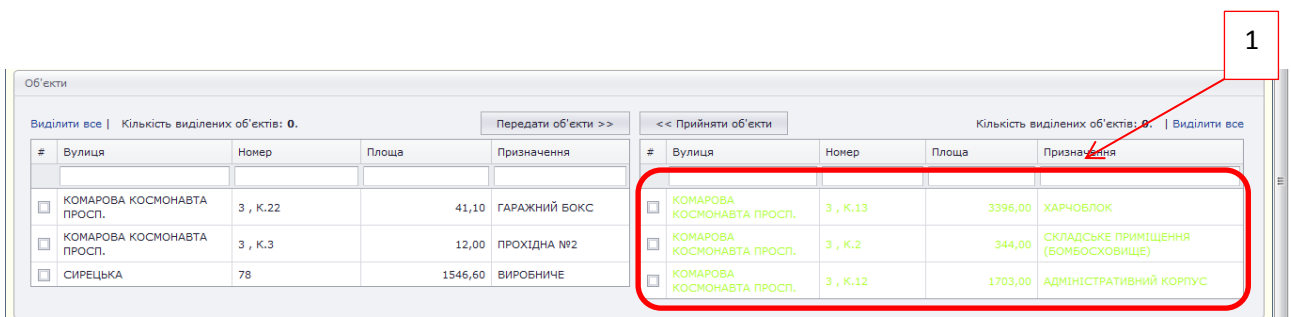 1
Об'єкти
Виділити все | Кількість виділених об'єктів: 0. Передати об'єкти >> << Прийняти об'єкти Кількість виділених об'єктів: 0. | Виділити все
# Вулиця Номер Площа Призначення # Вулиця Номер Площа Призначення
КОМАРОВА КОСМОНАВТА
ПРОСП.
3 , К.22 41,10 ГАРАЖНИЙ БОКС
КОМАРОВА
КОСМОНАВТА ПРОСП.
3 , К.13 3396,00 ХАРЧОБЛОК
КОМАРОВА КОСМОНАВТА
ПРОСП.
3 , К.3 12,00 ПРОХІДНА №2
КОМАРОВА
КОСМОНАВТА ПРОСП.
3 , К.2 344,00 СКЛАДСЬКЕ ПРИМІЩЕННЯ
(БОМБОСХОВИЩЕ)
СИРЕЦЬКА 78 1546,60 ВИРОБНИЧЕ
КОМАРОВА
КОСМОНАВТА ПРОСП.
3 , К.12 1703,00 АДМІНІСТРАТИВНИЙ КОРПУС